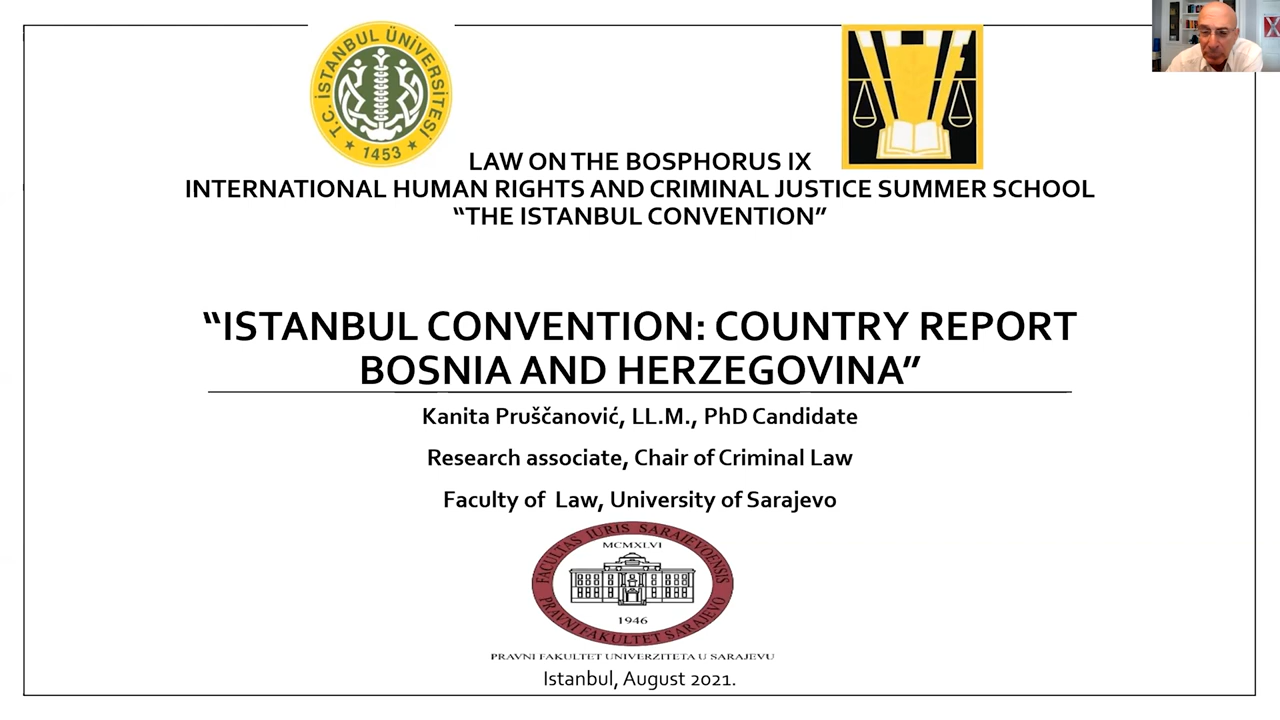 T.C. İSTANBUL ÜNİVERSİTESİ
★ 1453 ★
LAW ON THE BOSPHORUS IX
INTERNATIONAL HUMAN RIGHTS AND CRIMINAL JUSTICE SUMMER SCHOOL
“THE ISTANBUL CONVENTION”
“ISTANBUL CONVENTION: COUNTRY REPORT
BOSNIA AND HERZEGOVINA”
Kanita Pruščanović, LL.M., PhD Candidate
Research associate, Chair of Criminal Law
Faculty of Law, University of Sarajevo
FACULTAS IURIS SARAJEVOENSIS
MCMXLVI
1946
PRAVNI FAKULTET SARAJEVO
PRAVNI FAKULTET UNIVERZITETA U SARAJEVU
Istanbul, August 2021.